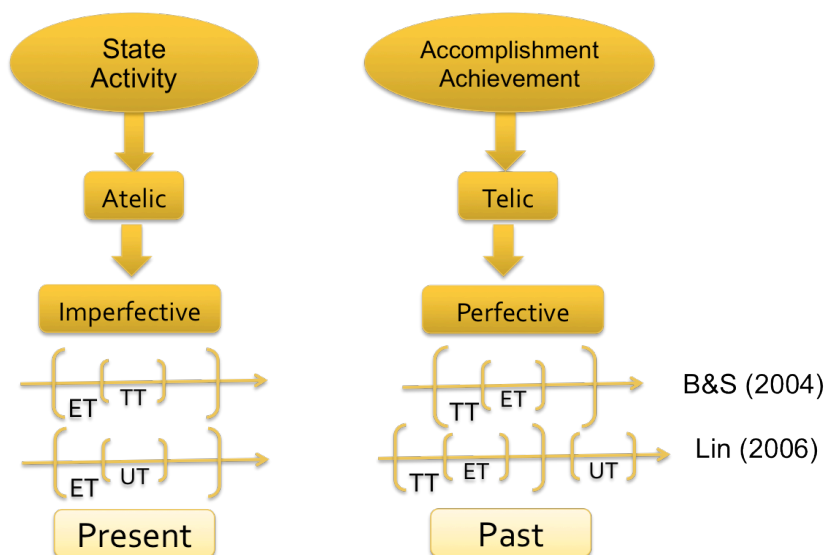 State
Activity
Accomplishment
Achievement
Atelic
Telic
Imperfective
Perfective
ET TT
TT ET
B&S (2004)
ET UT
TT ET UT
Lin (2006)
Present
Past